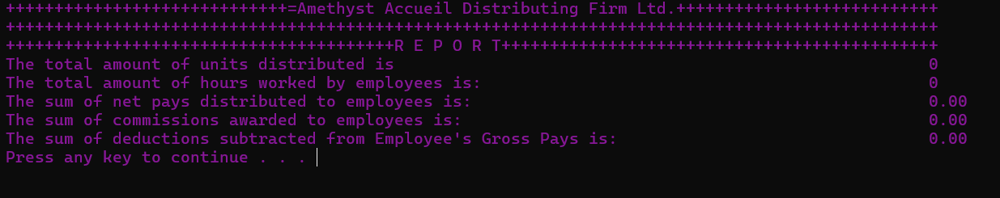 +++++++++++++++++++++++++++++=Amethyst Accueil Distributing Firm Ltd.+++++++++++++++++++++++++++
++++++++++++++++++++++++++++++++++++++++++++++++++++++++++++++++++++++++++++++++++++++++++++++++
++++++++++++++++++++++++++++++++++++++++R E P O R T+++++++++++++++++++++++++++++++++++++++++++++
The total amount of units distributed is 0
The total amount of hours worked by employees is: 0
The sum of net pays distributed to employees is: 0.00
The sum of commissions awarded to employees is: 0.00
The sum of deductions subtracted from Employee's Gross Pays is: 0.00
Press any key to continue . . .